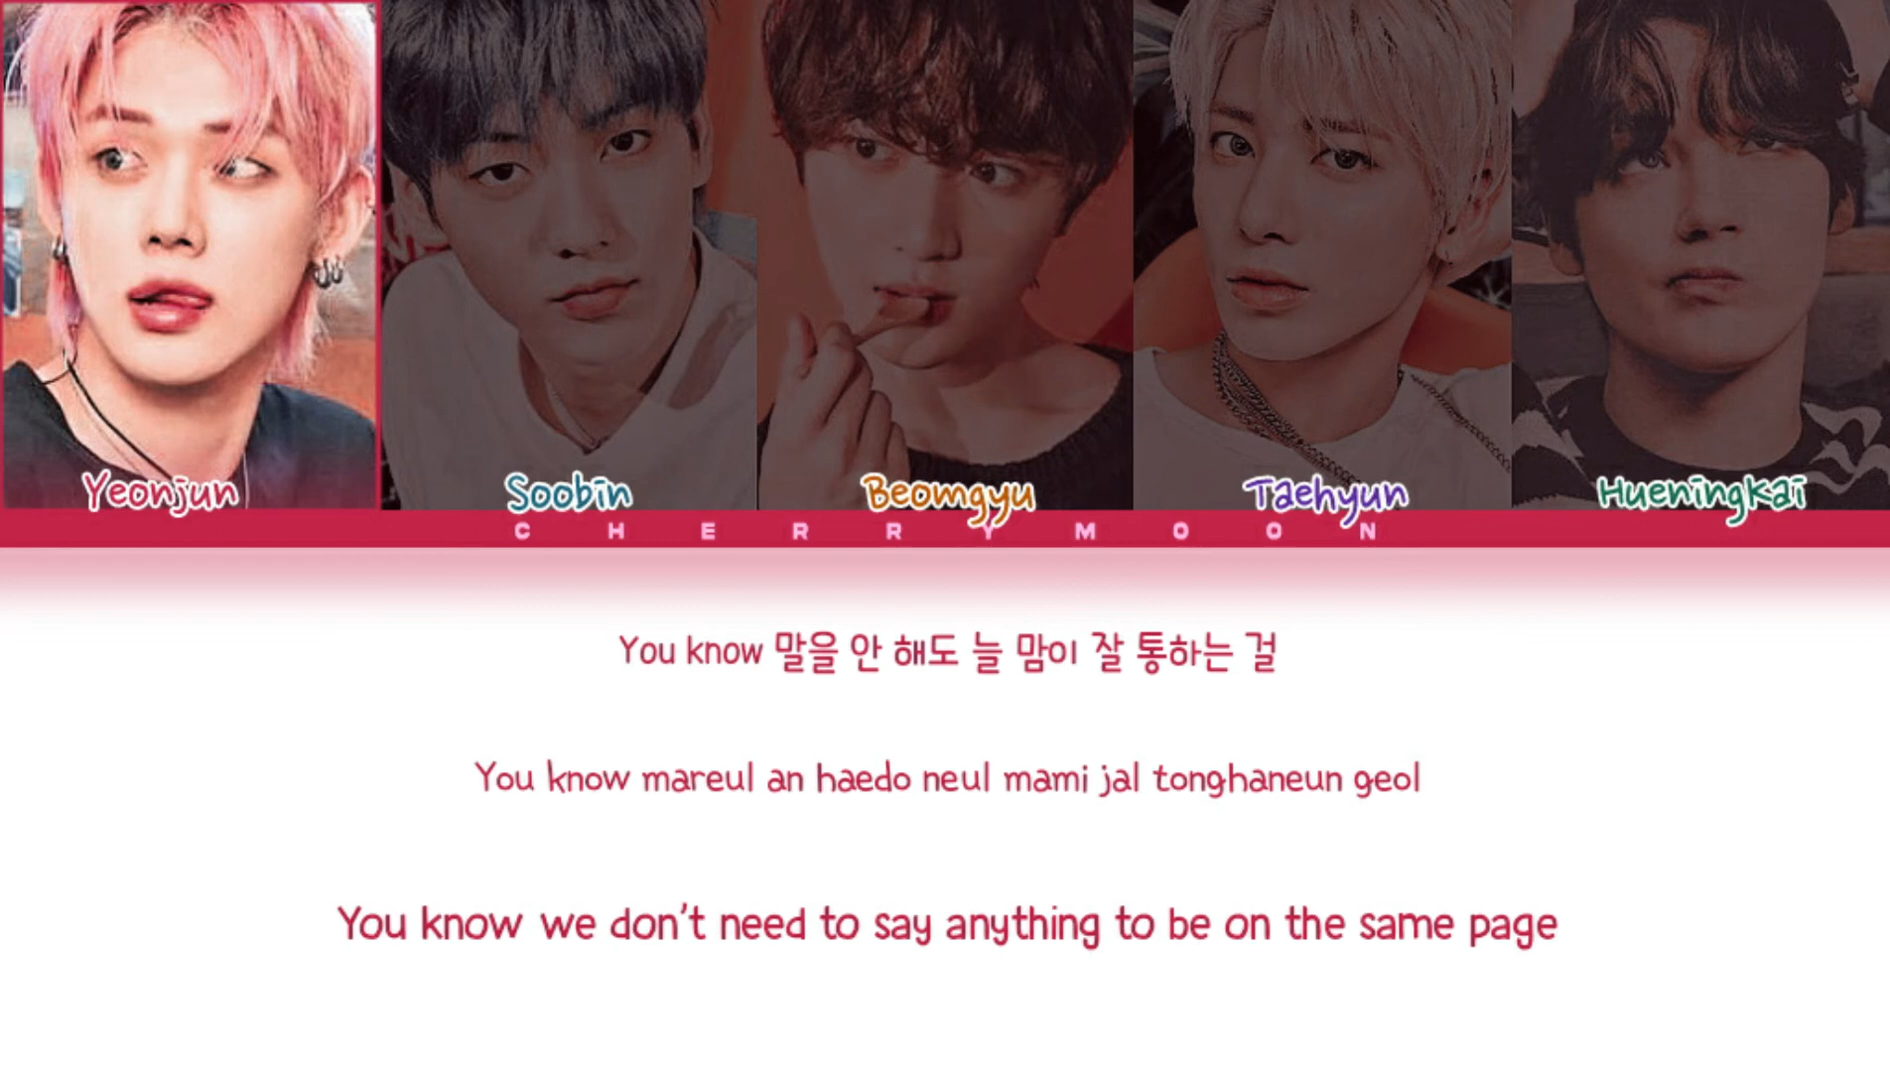 Yeonjun Soobin Beomgyu Taehyun Hueningkai
CHERRY MOON
You know 말을 안 해도 늘 맘이 잘 통하는 걸
You know mareul an haedo neul mami jal tonghaneun geol
You know we don't need to say anything to be on the same page